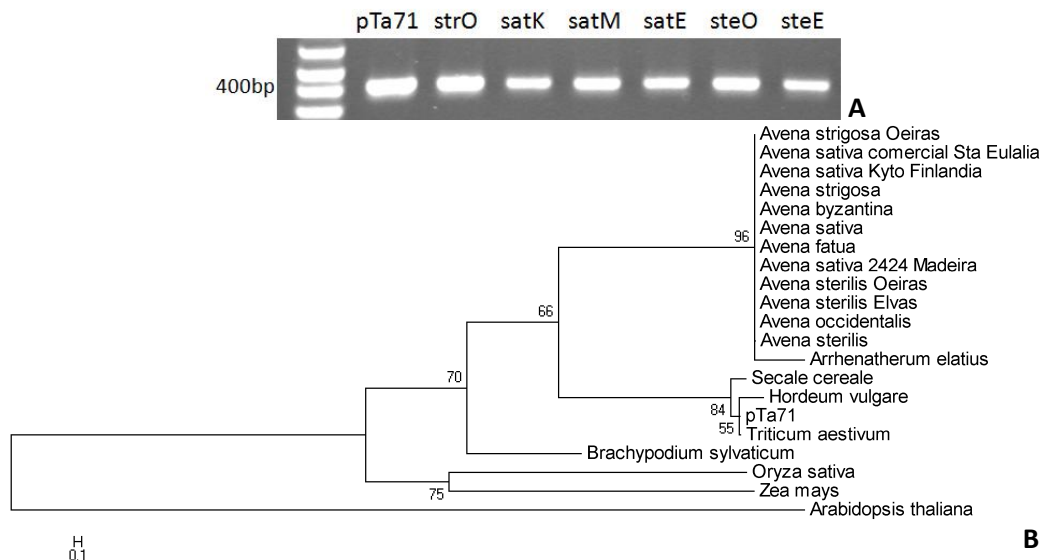 pTa71 strO satK satM satE steO steE
400bp
A
Avena strigosa Oeiras
Avena sativa comercial Sta Eulalia
Avena sativa Kyto Finlandia
Avena strigosa
Avena byzantina
Avena sativa
96
Avena fatua
Avena sativa 2424 Madeira
Avena sterilis Oeiras
Avena sterilis Elvas
66
Avena occidentalis
Avena sterilis
Arrhenatherum elatius
70
Secale cereale
Hordeum vulgare
84
pTa71
55
Triticum aestivum
Brachypodium sylvaticum
Oryza sativa
75
Zea mays
Arabidopsis thaliana
B
0.1